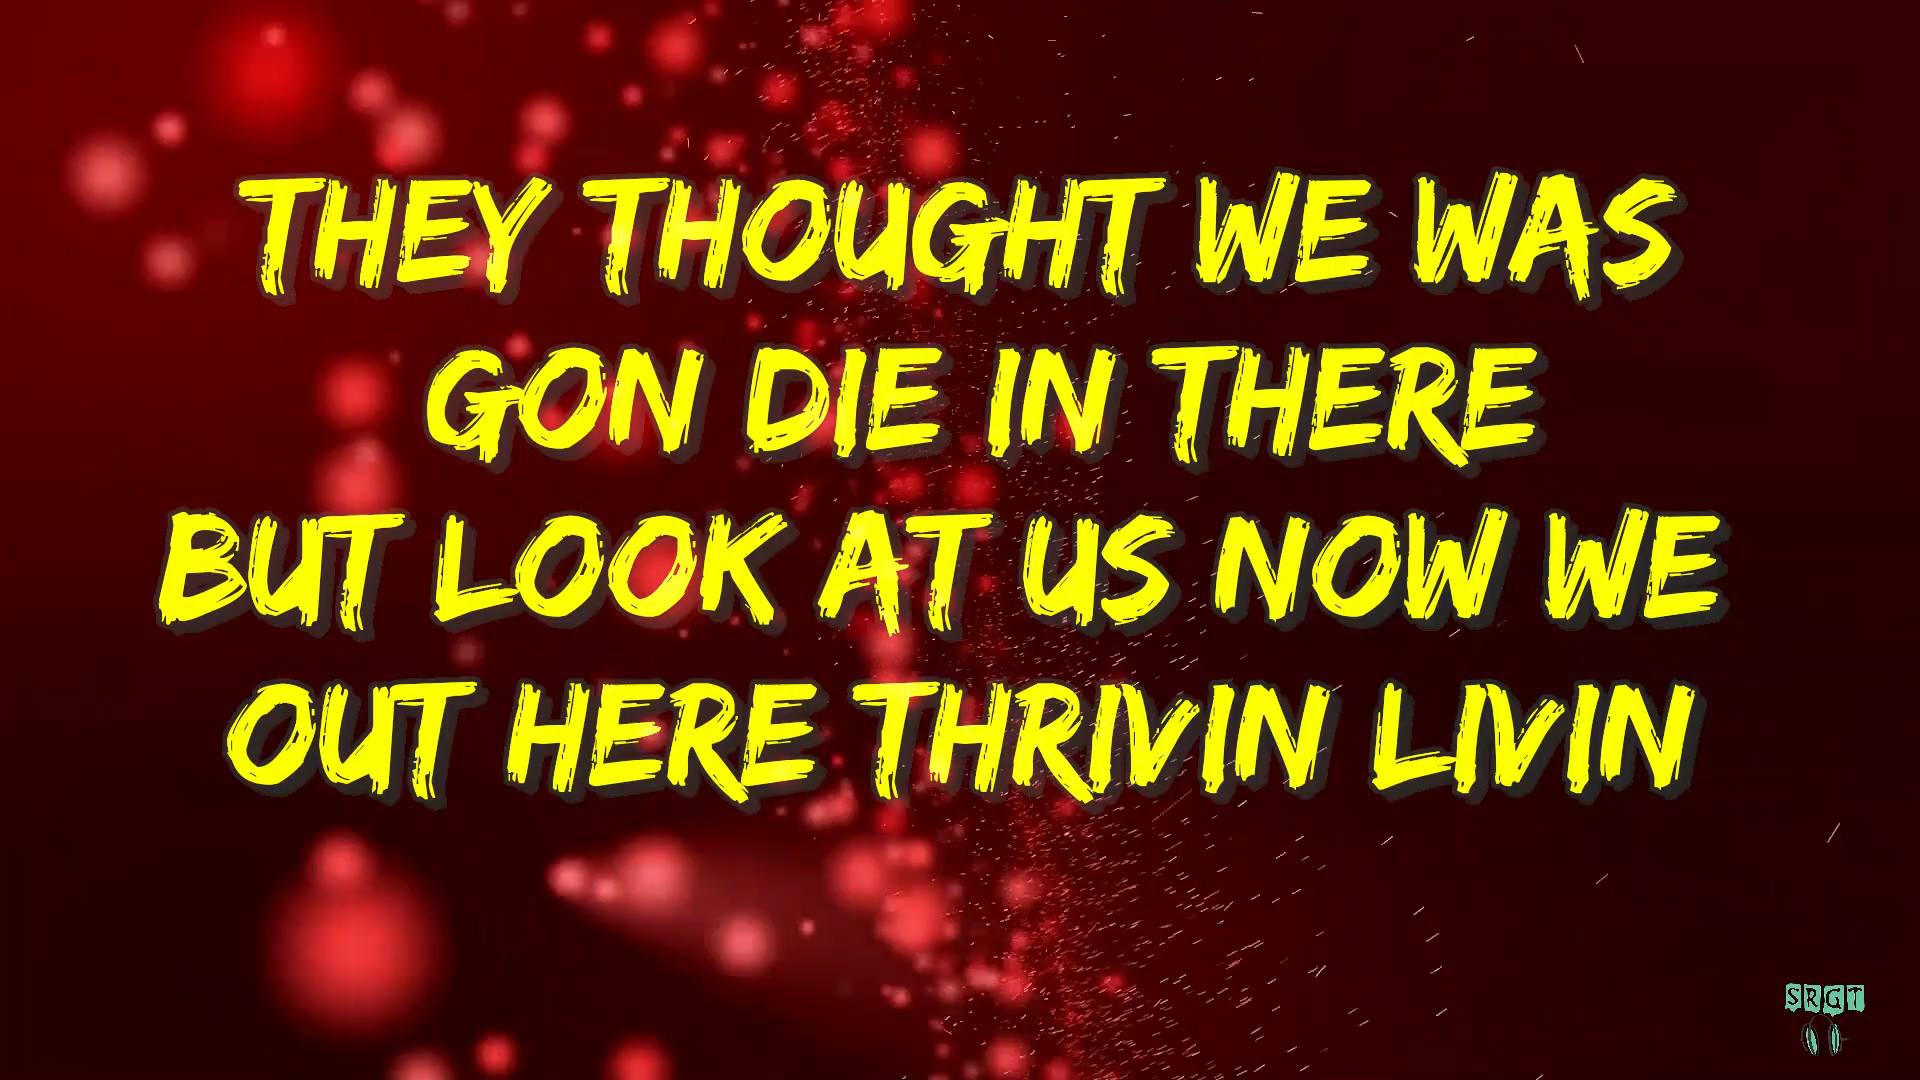 THEY THOUGHT WE WAS
GON DIE IN THERE
BUT LOOK AT US NOW WE
OUT HERE THRIVIN LIVIN
SRGT